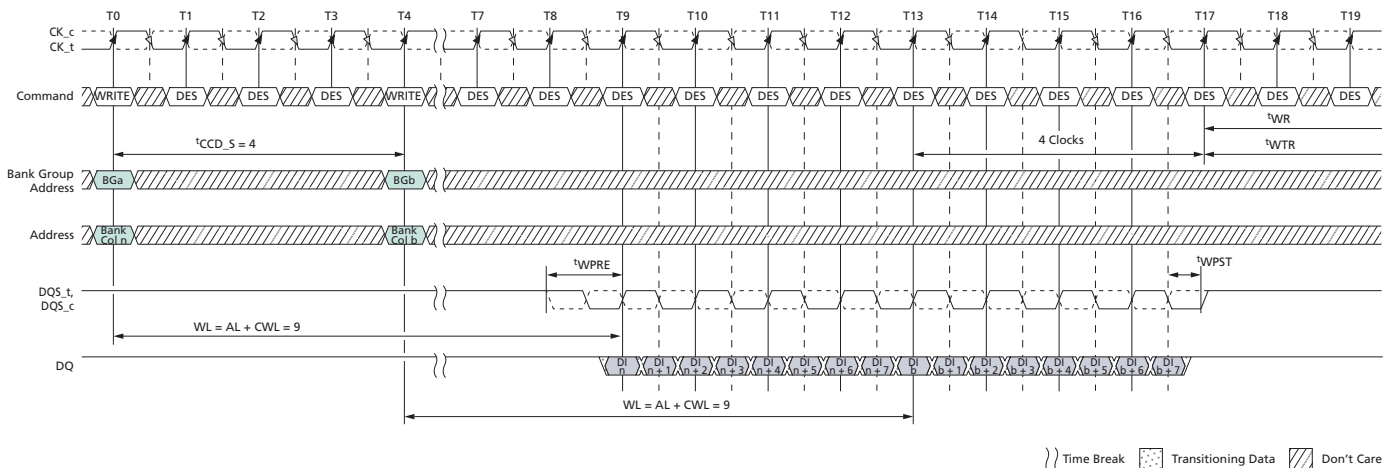 T0 T1 T2 T3 T4 T7 T8 T9 T10 T11 T12 T13 T14 T15 T16 T17 T18 T19
CK_c
CK_t
Command WRITE DES DES DES WRITE DES DES DES DES DES DES DES DES DES DES DES DES DES
tWR
tCCD_S = 4 4 Clocks tWTR
Bank Group
Address BGa BGb
Address Bank
Col n Bank
Col b
tWPRE tWPST
DQS_t,
DQS_c
WL = AL + CWL = 9
DQ DI
n DI
n + 1 DI
n + 2 DI
n + 3 DI
n + 4 DI
n + 5 DI
n + 6 DI
n + 7 DI
b DI
b + 1 DI
b + 2 DI
b + 3 DI
b + 4 DI
b + 5 DI
b + 6 DI
b + 7
WL = AL + CWL = 9
Time Break Transitioning Data Don't Care